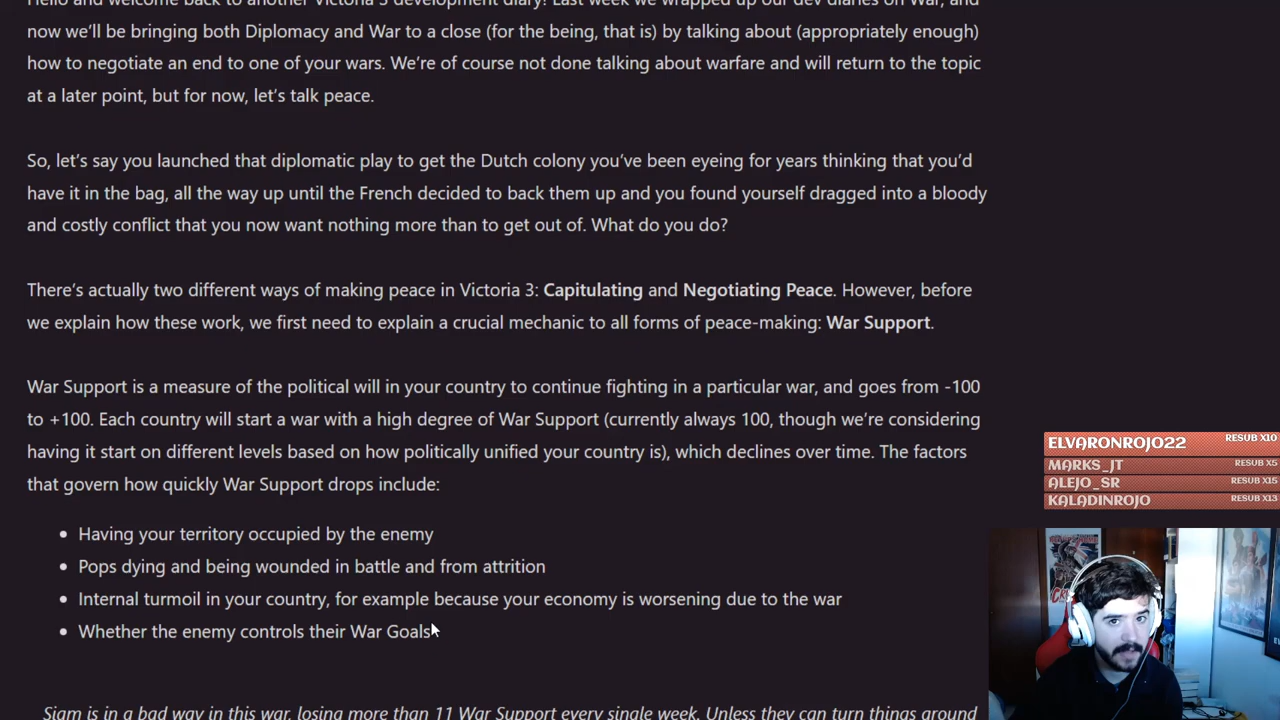 Hello and welcome back to another Victoria 3 development diary! Last week we wrapped up our dev diaries on War, and
now we'll be bringing both Diplomacy and War to a close (for the being, that is) by talking about (appropriately enough)
how to negotiate an end to one of your wars. We're of course not done talking about warfare and will return to the topic
at a later point, but for now, let's talk peace.
So, let's say you launched that diplomatic play to get the Dutch colony you've been eyeing for years thinking that you'd
have it in the bag, all the way up until the French decided to back them up and you found yourself dragged into a bloody
and costly conflict that you now want nothing more than to get out of. What do you do?
There's actually two different ways of making peace in Victoria 3: Capitulating and Negotiating Peace. However, before
we explain how these work, we first need to explain a crucial mechanic to all forms of peace-making: War Support.
War Support is a measure of the political will in your country to continue fighting in a particular war, and goes from -100
to +100. Each country will start a war with a high degree of War Support (currently always 100, though we're considering
having it start on different levels based on how politically unified your country is), which declines over time. The factors
that govern how quickly War Support drops include:
• Having your territory occupied by the enemy
• Pops dying and being wounded in battle and from attrition
• Internal turmoil in your country, for example because your economy is worsening due to the war
• Whether the enemy controls their War Goals
Siam is in a bad way in this war, losing more than 11 War Support every single week. Unless they can turn things around
ELVARONROJO22 RESUB X10
MARKS_JT RESUB X5
ALEJO_SR RESUB X15
KALADINROJO RESUB X13